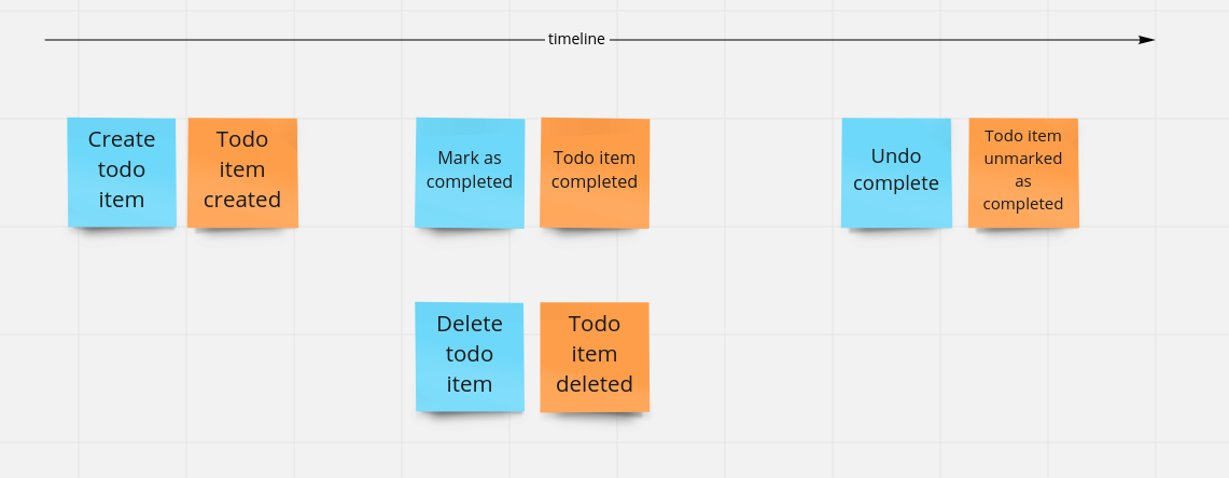 timeline
Create
todo
item
Todo
item
created
Mark as
completed
Todo item
completed
Undo
complete
Todo item
unmarked
as
completed
Delete
todo
item
Todo
item
deleted